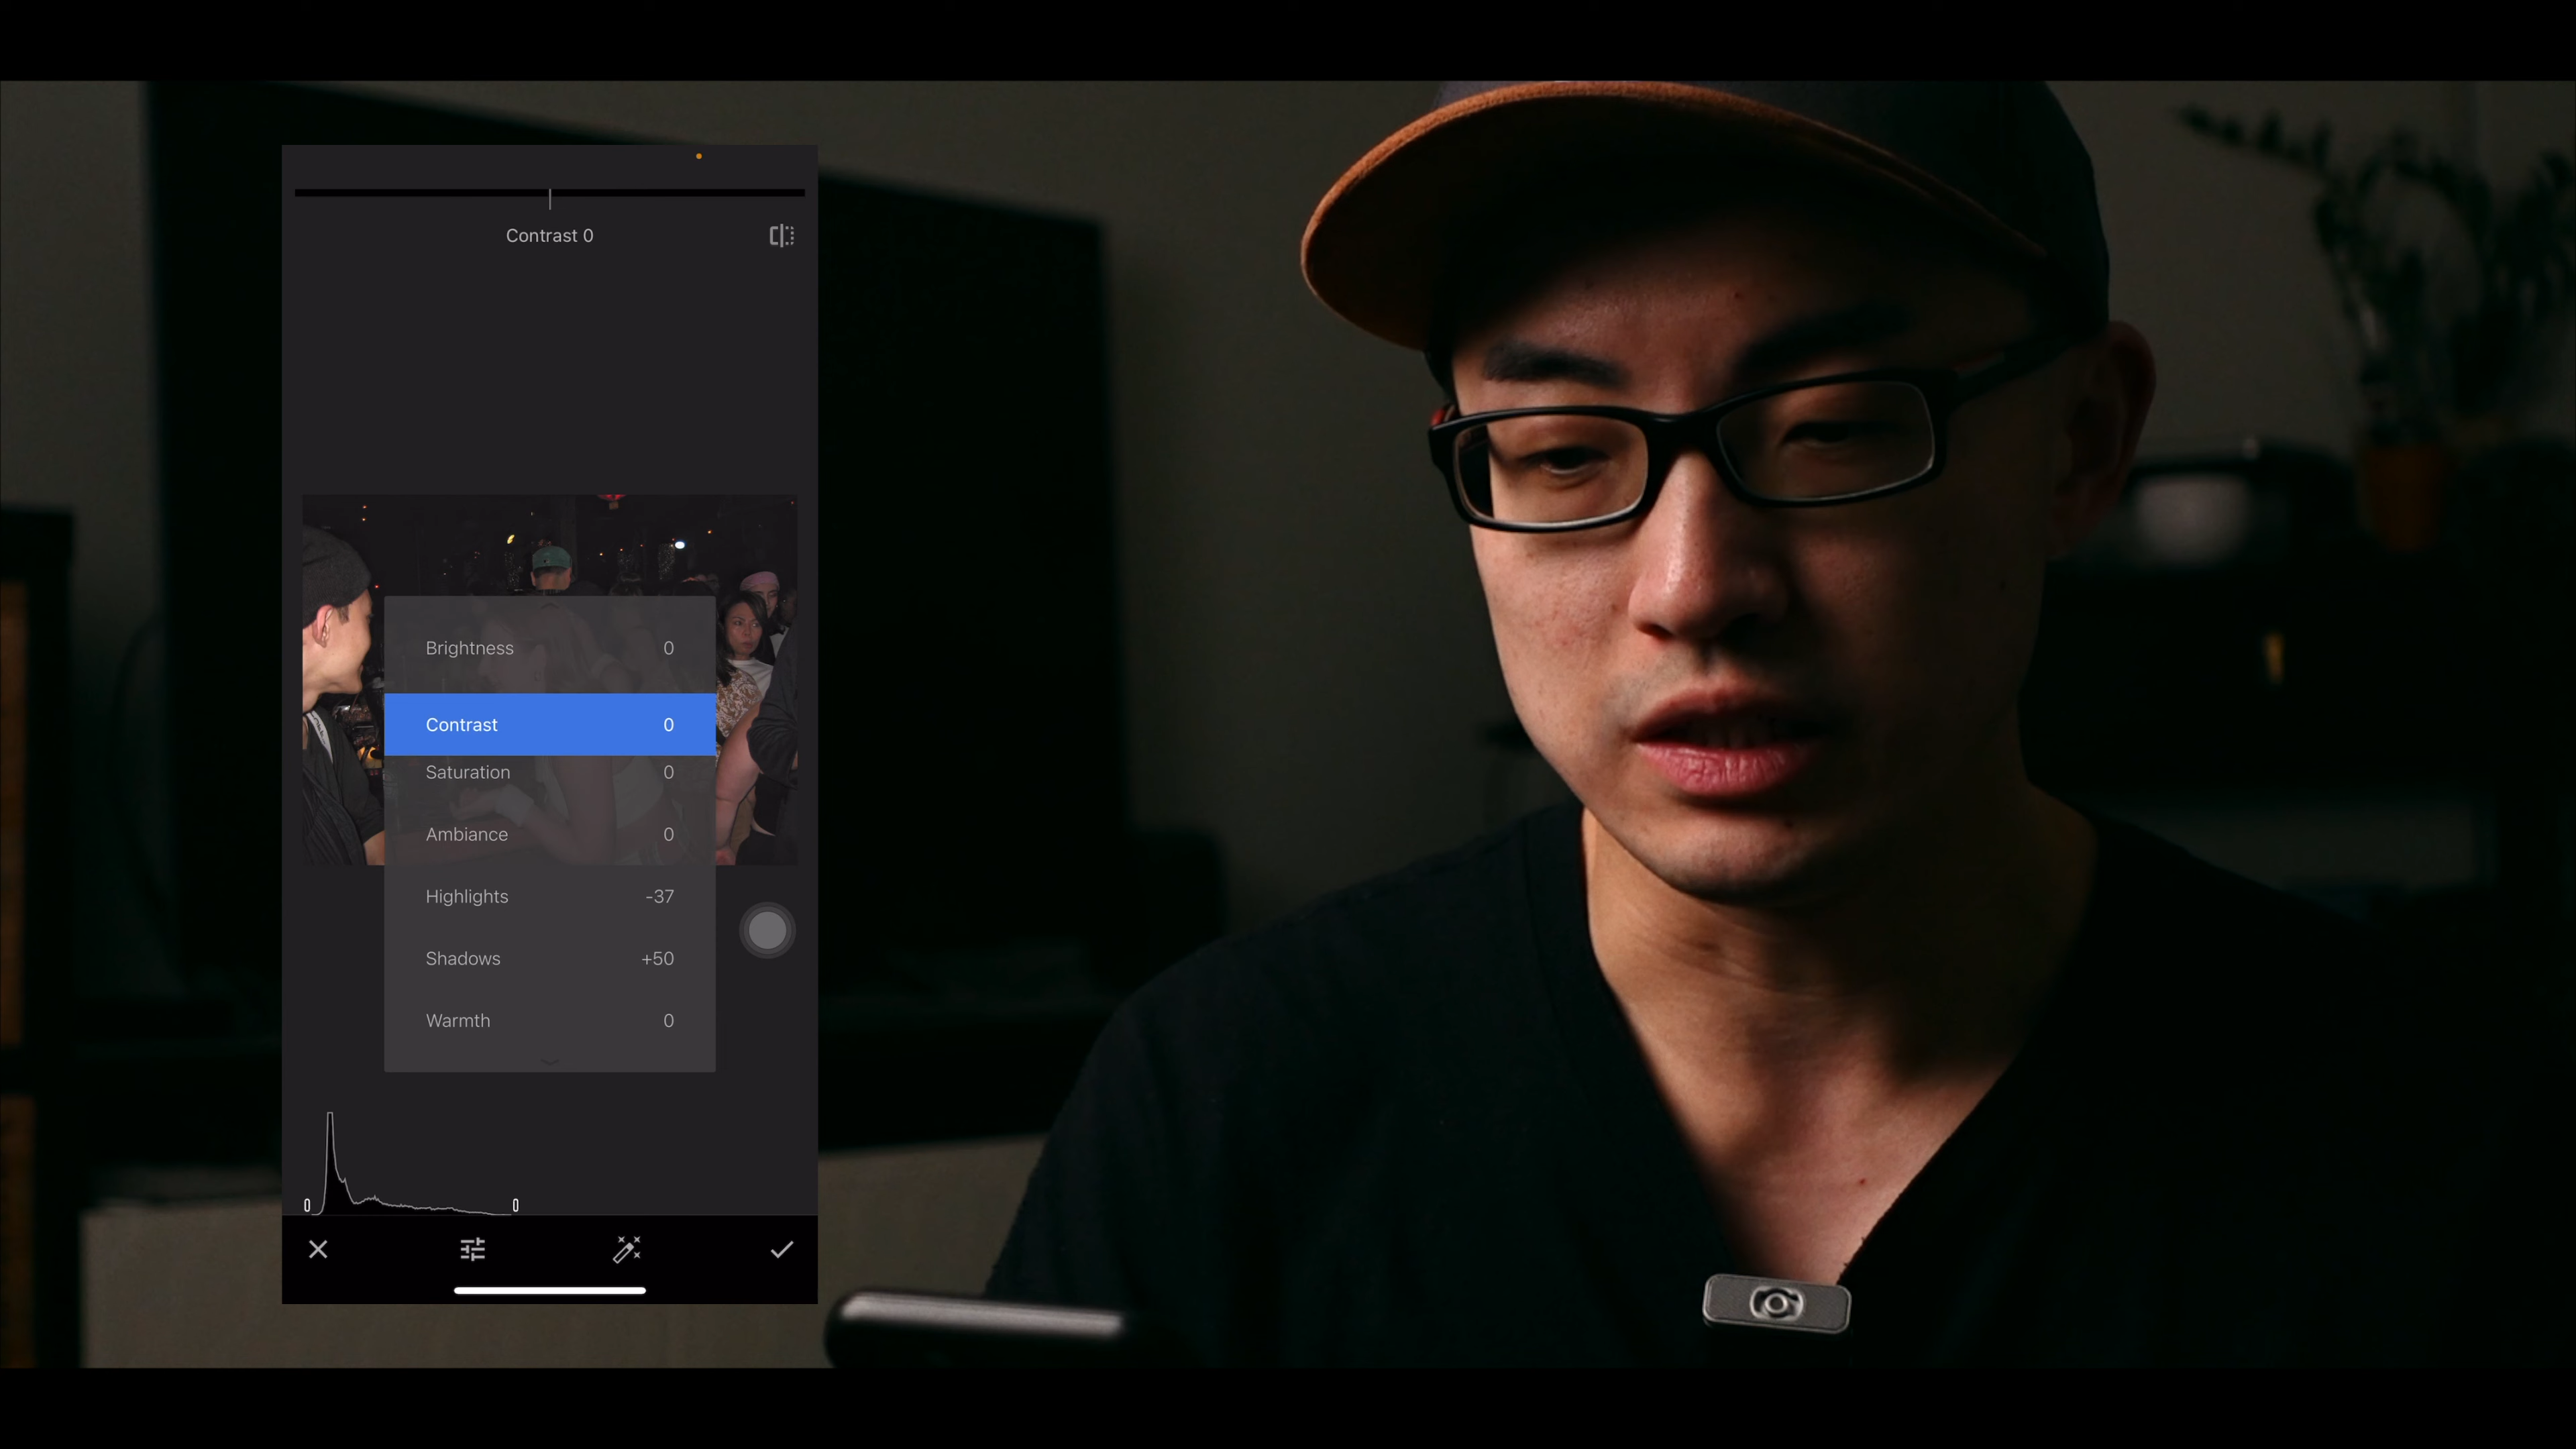 Contrast 0
Brightness 0
Contrast 0
Saturation 0
Ambiance 0
Highlights -37
Shadows +50
Warmth 0
0 0